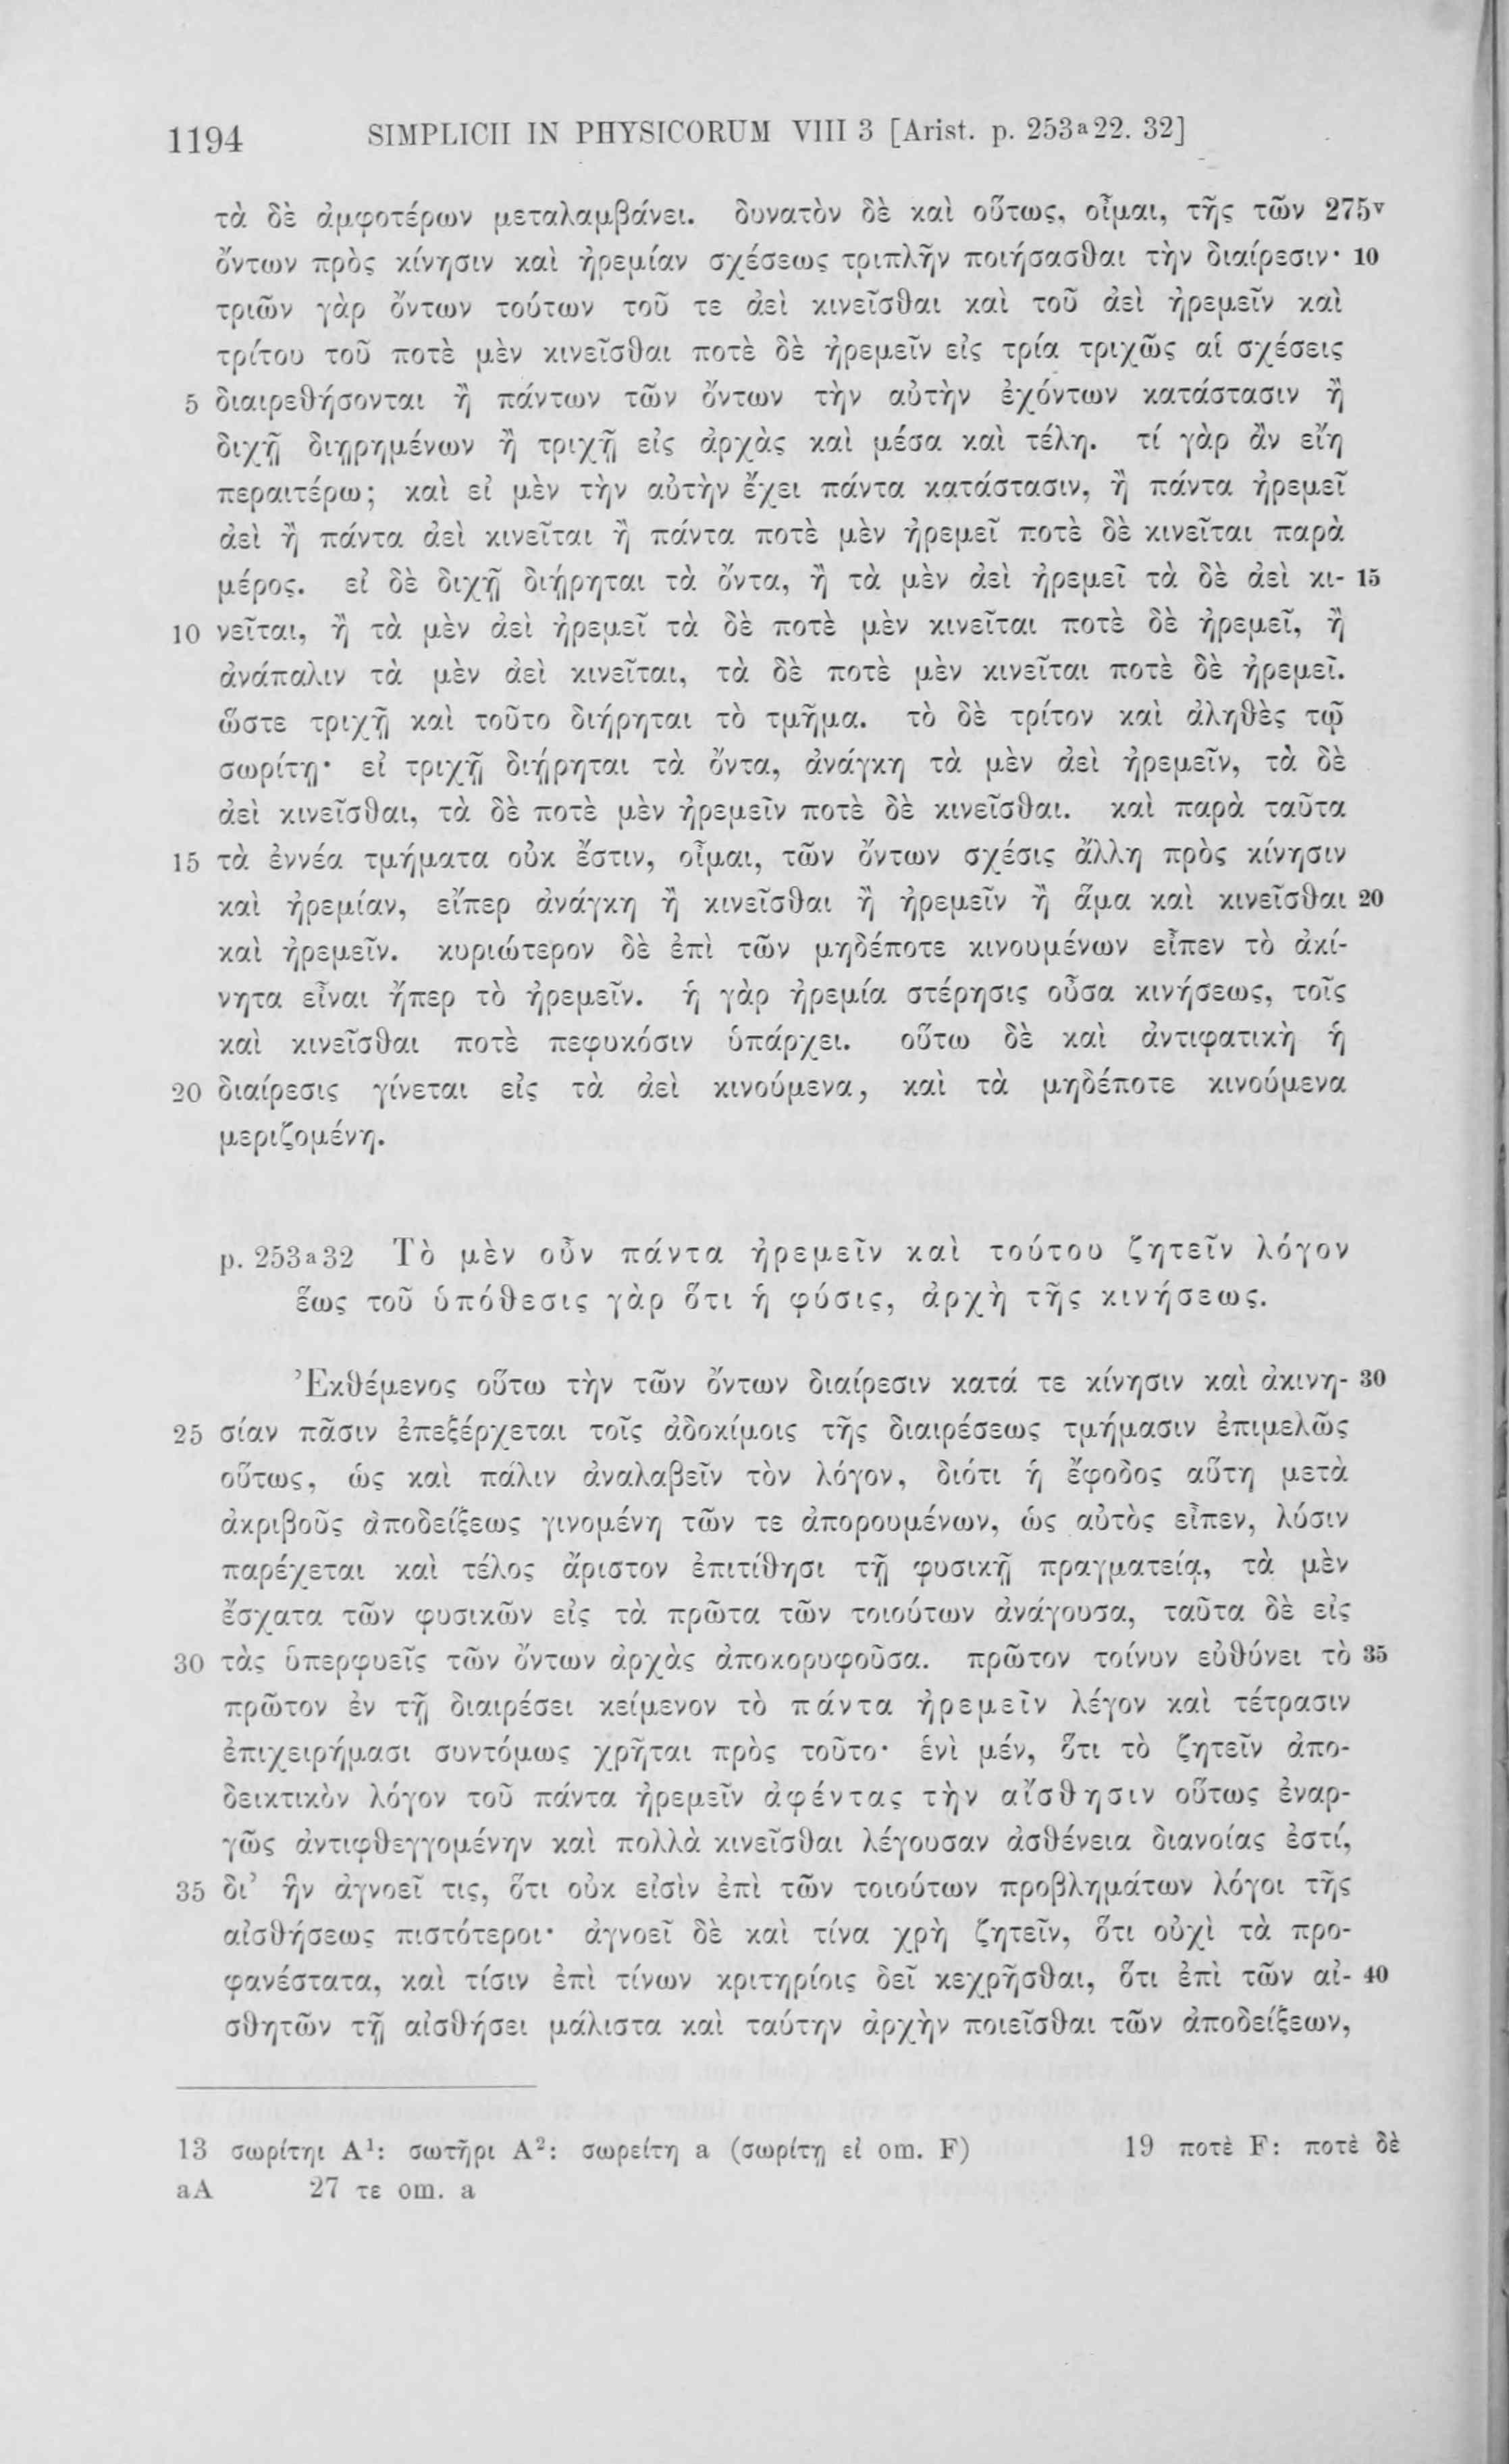 1194 SIMPLICII IN PHYSICORUM VIII 3 [Arist. p. 253a22. 32]
τὰ δὲ ἀμφοτέρων μεταλαμβάνει. δυνατὸν δὲ καὶ οὕτως, οἶμαι, τῆς τῶν 275v
ὄντων πρὸς κίνησιν καὶ ἠρεμίαν σχέσεως τριπλῆν ποιήσασθαι τὴν διαίρεσιν· 10
τριῶν γὰρ ὄντων τούτων τοῦ τε ἀεὶ κινεῖσθαι καὶ τοῦ ἀεὶ ἠρεμεῖν καὶ
τρίτου τοῦ ποτὲ μὲν κινεῖσθαι ποτὲ δὲ ἠρεμεῖν εἰς τρία τριχῶς αἱ σχέσεις
5 διαιρεθήσονται ἢ πάντων τῶν ὄντων τὴν αὐτὴν ἐχόντων κατάστασιν ἢ
διχῇ διῃρημένων ἢ τριχῇ εἰς ἀρχὰς καὶ μέσα καὶ τέλη. τί γὰρ ἂν εἴη
περαιτέρω; καὶ εἰ μὲν τὴν αὐτὴν ἔχει πάντα κατάστασιν, ἢ πάντα ἠρεμεῖ
ἀεὶ ἢ πάντα ἀεὶ κινεῖται ἢ πάντα ποτὲ μὲν ἠρεμεῖ ποτὲ δὲ κινεῖται παρὰ
μέρος. εἰ δὲ διχῇ διῄρηται τὰ ὄντα, ἢ τὰ μὲν ἀεὶ ἠρεμεῖ τὰ δὲ ἀεὶ κι- 15
10 νεῖται, ἢ τὰ μὲν ἀεὶ ἠρεμεῖ τὰ δὲ ποτὲ μὲν κινεῖται ποτὲ δὲ ἠρεμεῖ, ἢ
ἀνάπαλιν τὰ μὲν ἀεὶ κινεῖται, τὰ δὲ ποτὲ μὲν κινεῖται ποτὲ δὲ ἠρεμεῖ.
ὥστε τριχῇ καὶ τοῦτο διῄρηται τὸ τμῆμα. τὸ δὲ τρίτον καὶ ἀληθὲς τῷ
σωρίτῃ· εἰ τριχῇ διῄρηται τὰ ὄντα, ἀνάγκη τὰ μὲν ἀεὶ ἠρεμεῖν, τὰ δὲ
ἀεὶ κινεῖσθαι, τὰ δὲ ποτὲ μὲν ἠρεμεῖν ποτὲ δὲ κινεῖσθαι. καὶ παρὰ ταῦτα
15 τὰ ἐννέα τμήματα οὐκ ἔστιν, οἶμαι, τῶν ὄντων σχέσις ἄλλη πρὸς κίνησιν
καὶ ἠρεμίαν, εἴπερ ἀνάγκη ἢ κινεῖσθαι ἢ ἠρεμεῖν ἢ ἅμα καὶ κινεῖσθαι 20
καὶ ἠρεμεῖν. κυριώτερον δὲ ἐπὶ τῶν μηδέποτε κινουμένων εἶπεν τὸ ἀκί-
νητα εἶναι ἤπερ τὸ ἠρεμεῖν. ἡ γὰρ ἠρεμία στέρησις οὖσα κινήσεως, τοῖς
καὶ κινεῖσθαι ποτὲ πεφυκόσιν ὑπάρχει. οὕτω δὲ καὶ ἀντιφατικὴ ἡ
20 διαίρεσις γίνεται εἰς τὰ ἀεὶ κινούμενα, καὶ τὰ μηδέποτε κινούμενα
μεριζομένη.
p. 253a32 Τὸ μὲν οὖν πάντα ἠρεμεῖν καὶ τούτου ζητεῖν λόγον
ἕως τοῦ ὑπόθεσις γὰρ ὅτι ἡ φύσις, ἀρχὴ τῆς κινήσεως.
Ἐκθέμενος οὕτω τὴν τῶν ὄντων διαίρεσιν κατά τε κίνησιν καὶ ἀκινη- 30
25 σίαν πᾶσιν ἐπεξέρχεται τοῖς ἀδοκίμοις τῆς διαιρέσεως τμήμασιν ἐπιμελῶς
οὕτως, ὡς καὶ πάλιν ἀναλαβεῖν τὸν λόγον, διότι ἡ ἔφοδος αὕτη μετὰ
ἀκριβοῦς ἀποδείξεως γινομένη τῶν τε ἀπορουμένων, ὡς αὐτὸς εἶπεν, λύσιν
παρέχεται καὶ τέλος ἄριστον ἐπιτίθησι τῇ φυσικῇ πραγματείᾳ, τὰ μὲν
ἔσχατα τῶν φυσικῶν εἰς τὰ πρῶτα τῶν τοιούτων ἀνάγουσα, ταῦτα δὲ εἰς
30 τὰς ὑπερφυεῖς τῶν ὄντων ἀρχὰς ἀποκορυφοῦσα. πρῶτον τοίνυν εὐθύνει τὸ 35
πρῶτον ἐν τῇ διαιρέσει κείμενον τὸ πάντα ἠρεμεῖν λέγον καὶ τέτρασιν
ἐπιχειρήμασι συντόμως χρῆται πρὸς τοῦτο· ἑνὶ μέν, ὅτι τὸ ζητεῖν ἀπο-
δεικτικὸν λόγον τοῦ πάντα ἠρεμεῖν ἀφέντας τὴν αἴσθησιν οὕτως ἐναρ-
γῶς ἀντιφθεγγομένην καὶ πολλὰ κινεῖσθαι λέγουσαν ἀσθένεια διανοίας ἐστί,
35 δι’ ἣν ἀγνοεῖ τις, ὅτι οὐκ εἰσὶν ἐπὶ τῶν τοιούτων προβλημάτων λόγοι τῆς
αἰσθήσεως πιστότεροι· ἀγνοεῖ δὲ καὶ τίνα χρὴ ζητεῖν, ὅτι οὐχὶ τὰ προ-
φανέστατα, καὶ τίσιν ἐπὶ τίνων κριτηρίοις δεῖ κεχρῆσθαι, ὅτι ἐπὶ τῶν αἰ- 40
σθητῶν τῇ αἰσθήσει μάλιστα καὶ ταύτην ἀρχὴν ποιεῖσθαι τῶν ἀποδείξεων,
13 σωρίτηι A¹: σωτῆρι A²: σωρείτη a (σωρίτῃ εἰ om. F) 19 ποτὲ F: ποτὲ δὲ
aA 27 τε om. a